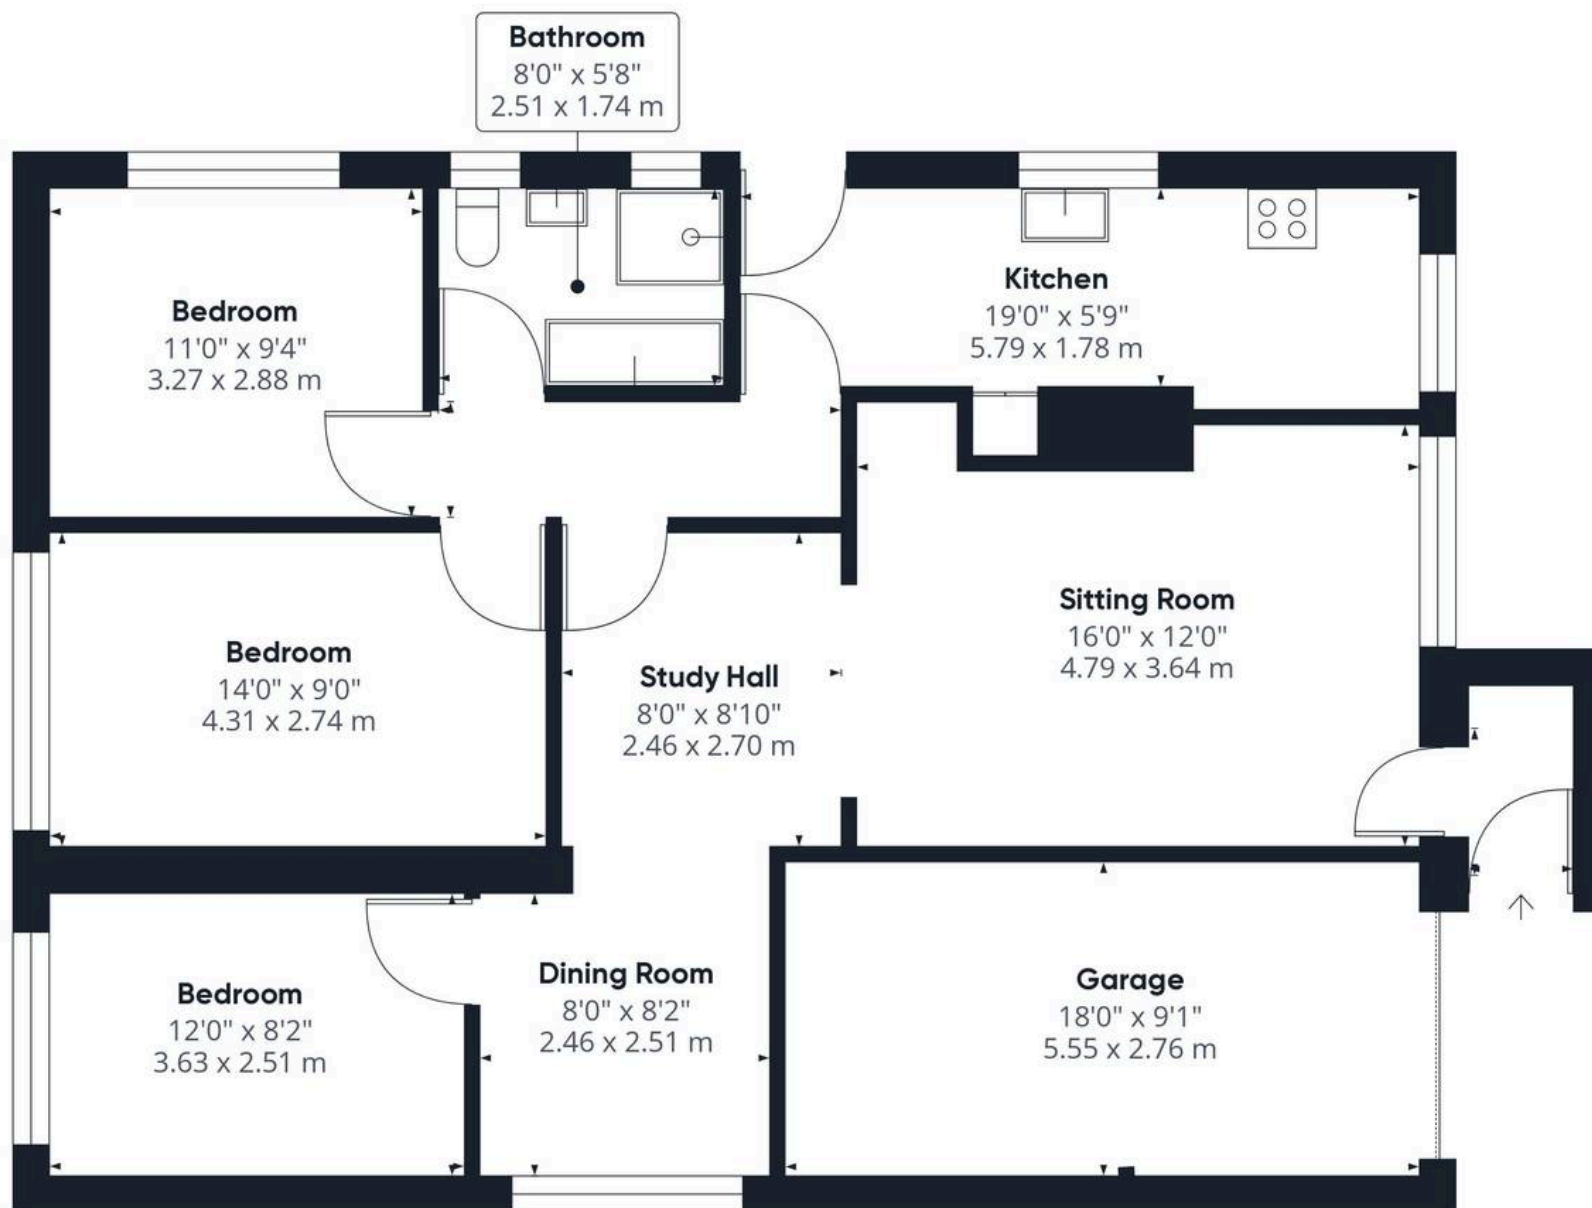 Bathroom
8'0" x 5'8"
2.51 x 1.74 m
Bedroom
11'0" x 9'4"
3.27 x 2.88 m
Kitchen
19'0" x 5'9"
5.79 x 1.78 m
Bedroom
14'0" x 9'0"
4.31 x 2.74 m
Study Hall
8'0" x 8'10"
2.46 x 2.70 m
Sitting Room
16'0" x 12'0"
4.79 x 3.64 m
Bedroom
12'0" x 8'2"
3.63 x 2.51 m
Dining Room
8'0" x 8'2"
2.46 x 2.51 m
Garage
18'0" x 9'1"
5.55 x 2.76 m